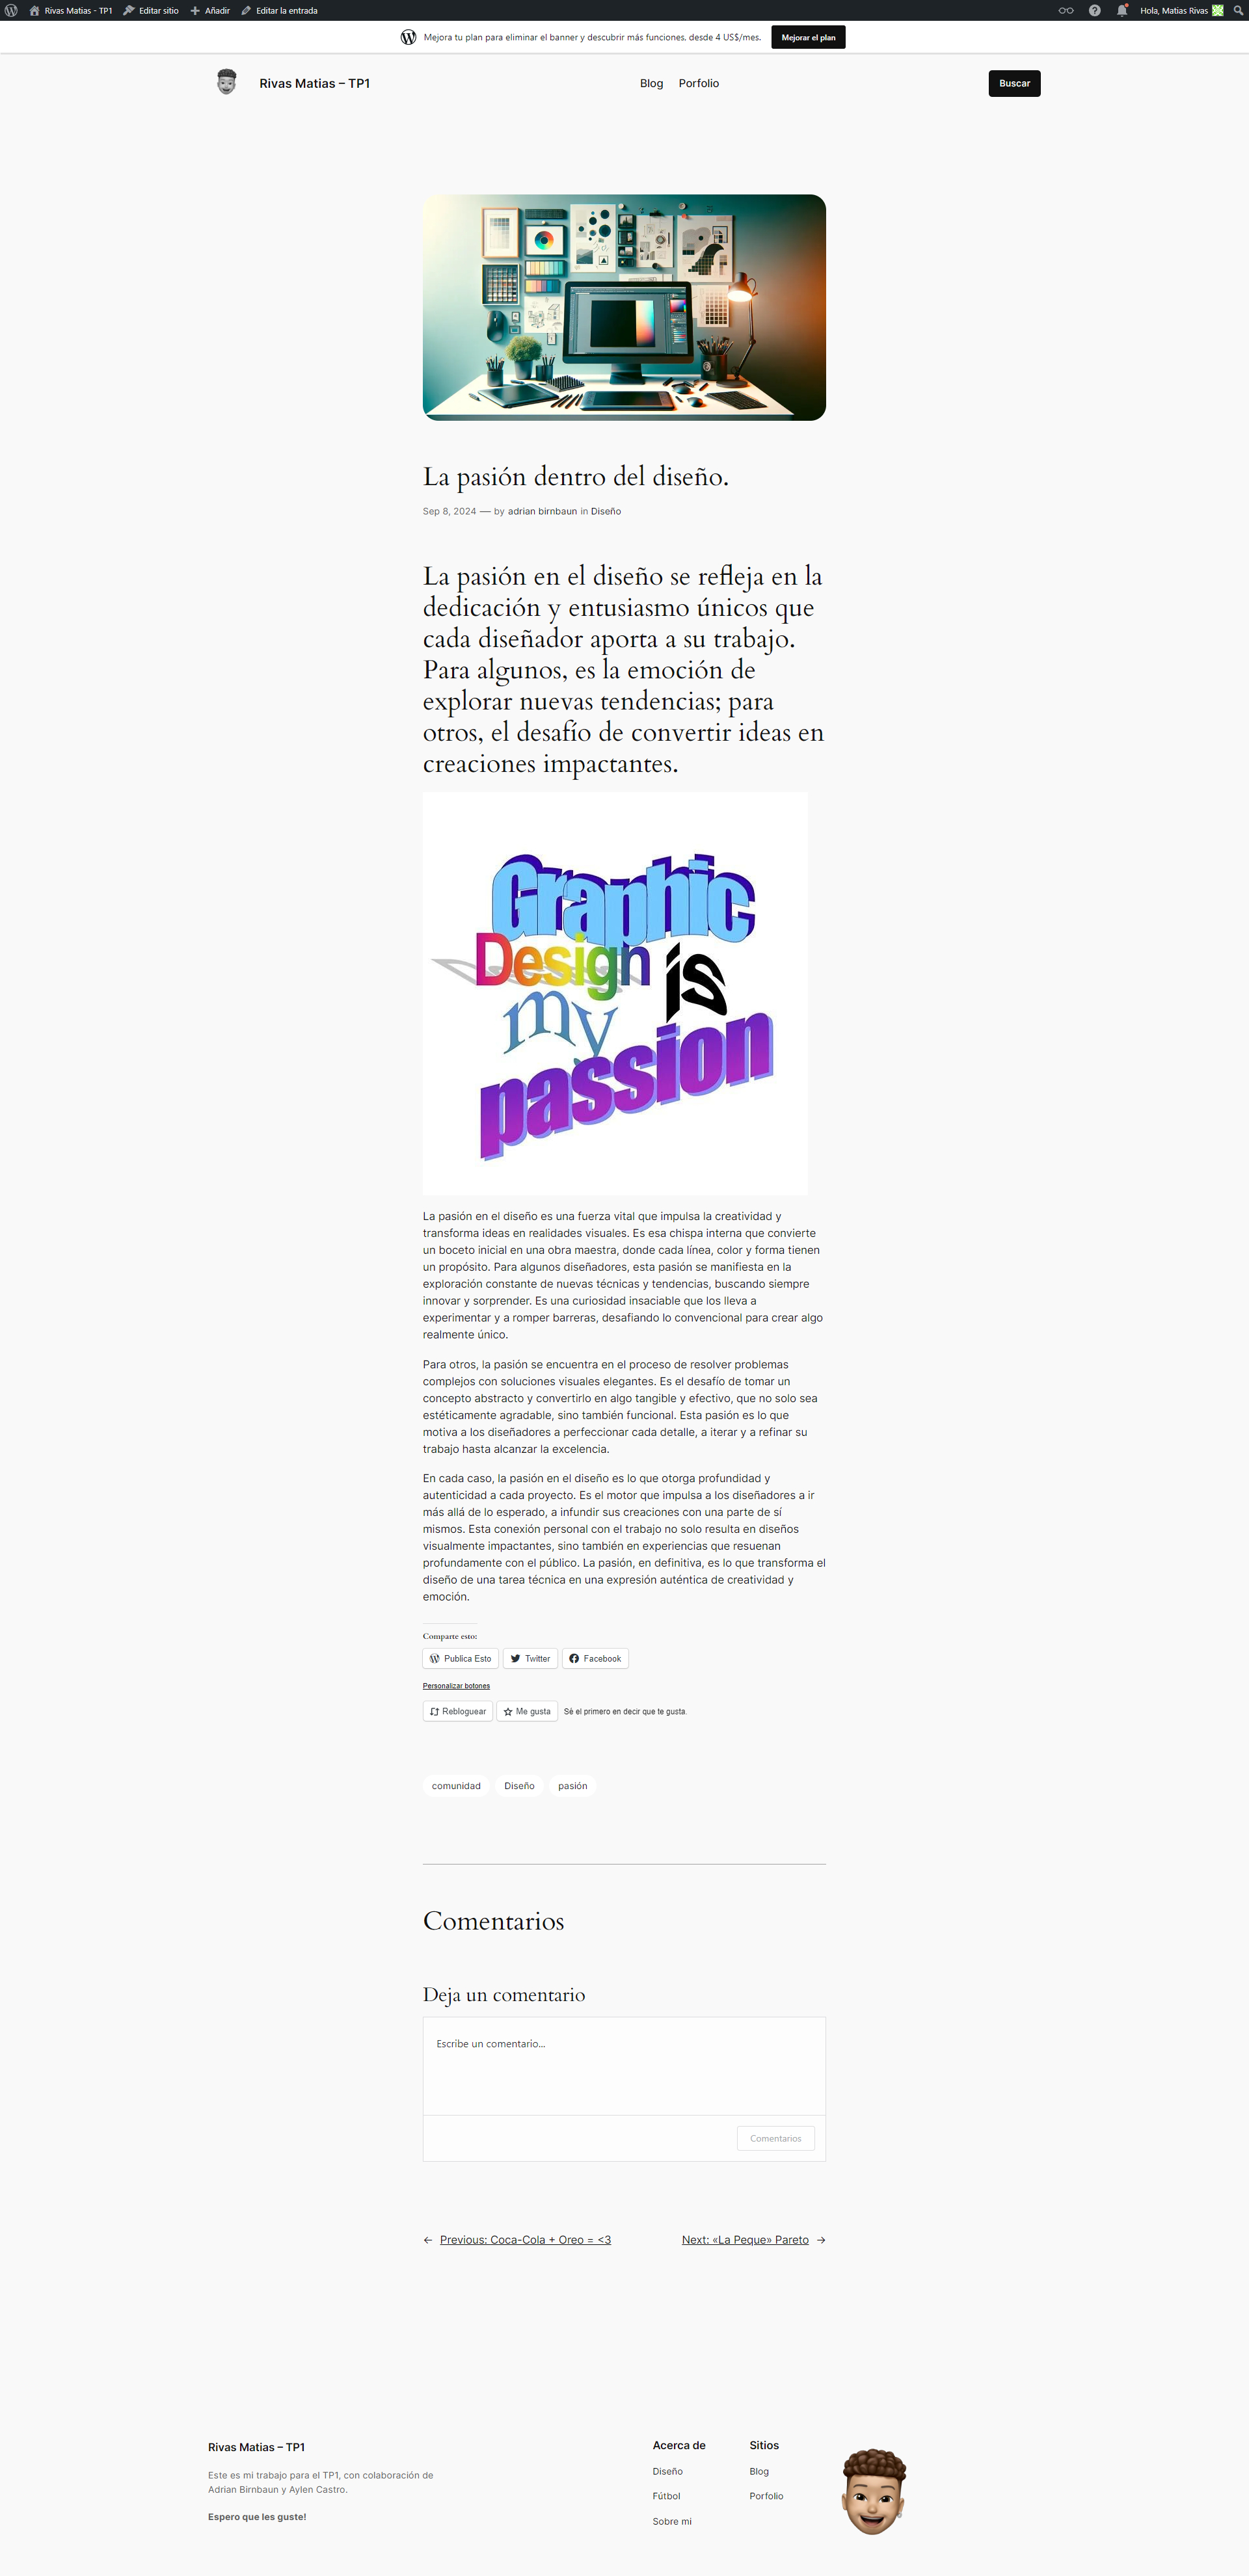 Rivas Matias - TP1 Editar sitio Añadir Editar la entrada Hola, Matias Rivas
Mejora tu plan para eliminar el banner y descubrir más funciones, desde 4 US$/mes. Mejorar el plan
Rivas Matias – TP1 Blog Porfolio Buscar
La pasión dentro del diseño.
Sep 8, 2024 — by adrian birnbaun in Diseño
La pasión en el diseño se refleja en la
dedicación y entusiasmo únicos que
cada diseñador aporta a su trabajo.
Para algunos, es la emoción de
explorar nuevas tendencias; para
otros, el desafío de convertir ideas en
creaciones impactantes.
Graphic
Design is
my
passion
La pasión en el diseño es una fuerza vital que impulsa la creatividad y
transforma ideas en realidades visuales. Es esa chispa interna que convierte
un boceto inicial en una obra maestra, donde cada línea, color y forma tienen
un propósito. Para algunos diseñadores, esta pasión se manifiesta en la
exploración constante de nuevas técnicas y tendencias, buscando siempre
innovar y sorprender. Es una curiosidad insaciable que los lleva a
experimentar y a romper barreras, desafiando lo convencional para crear algo
realmente único.
Para otros, la pasión se encuentra en el proceso de resolver problemas
complejos con soluciones visuales elegantes. Es el desafío de tomar un
concepto abstracto y convertirlo en algo tangible y efectivo, que no solo sea
estéticamente agradable, sino también funcional. Esta pasión es lo que
motiva a los diseñadores a perfeccionar cada detalle, a iterar y a refinar su
trabajo hasta alcanzar la excelencia.
En cada caso, la pasión en el diseño es lo que otorga profundidad y
autenticidad a cada proyecto. Es el motor que impulsa a los diseñadores a ir
más allá de lo esperado, a infundir sus creaciones con una parte de sí
mismos. Esta conexión personal con el trabajo no solo resulta en diseños
visualmente impactantes, sino también en experiencias que resuenan
profundamente con el público. La pasión, en definitiva, es lo que transforma el
diseño de una tarea técnica en una expresión auténtica de creatividad y
emoción.
Comparte esto:
Publica Esto Twitter Facebook
Personalizar botones
Rebloguear Me gusta Sé el primero en decir que te gusta.
comunidad Diseño pasión
Comentarios
Deja un comentario
Escribe un comentario...
Comentarios
← Previous: Coca-Cola + Oreo = <3 Next: «La Peque» Pareto →
Rivas Matias – TP1
Este es mi trabajo para el TP1, con colaboración de
Adrian Birnbaun y Aylen Castro.
Espero que les guste!
Acerca de
Diseño
Fútbol
Sobre mi
Sitios
Blog
Porfolio